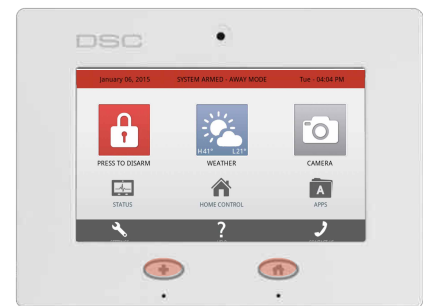 DSC
January 06, 2015 SYSTEM ARMED - AWAY MODE Tue - 04:04 PM
H41° L21°
PRESS TO DISARM WEATHER CAMERA
A
STATUS HOME CONTROL APPS
?